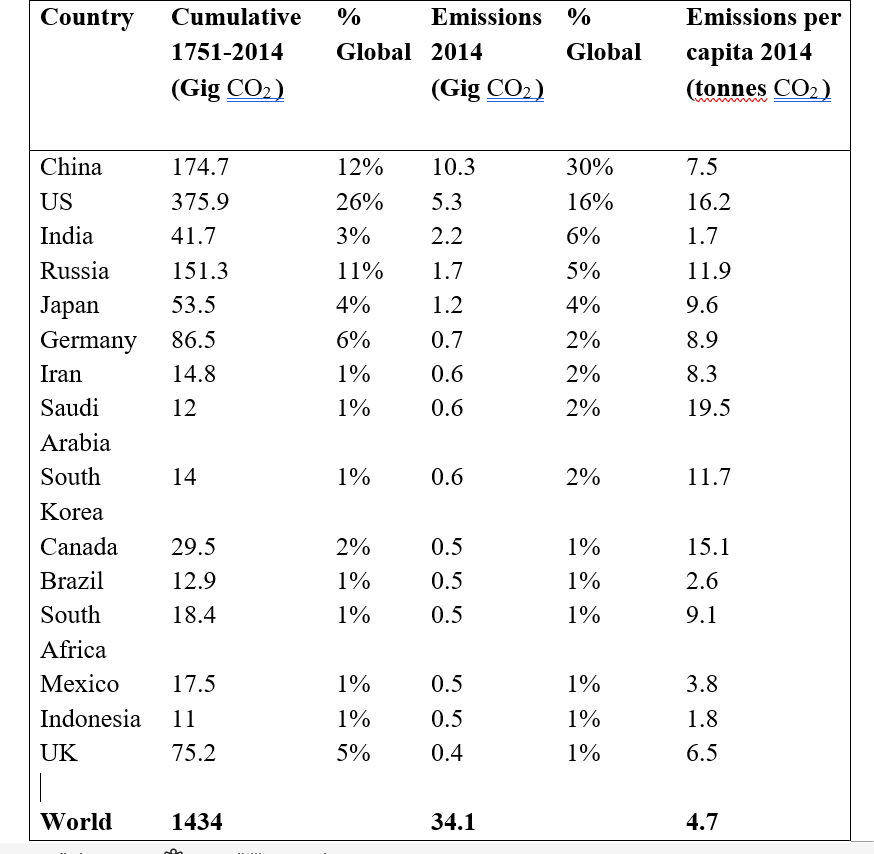 Country Cumulative % Emissions % Emissions per
1751-2014 Global 2014 Global capita 2014
(Gig CO₂) (Gig CO₂) (tonnes CO₂)
China 174.7 12% 10.3 30% 7.5
US 375.9 26% 5.3 16% 16.2
India 41.7 3% 2.2 6% 1.7
Russia 151.3 11% 1.7 5% 11.9
Japan 53.5 4% 1.2 4% 9.6
Germany 86.5 6% 0.7 2% 8.9
Iran 14.8 1% 0.6 2% 8.3
Saudi 12 1% 0.6 2% 19.5
Arabia
South 14 1% 0.6 2% 11.7
Korea
Canada 29.5 2% 0.5 1% 15.1
Brazil 12.9 1% 0.5 1% 2.6
South 18.4 1% 0.5 1% 9.1
Africa
Mexico 17.5 1% 0.5 1% 3.8
Indonesia 11 1% 0.5 1% 1.8
UK 75.2 5% 0.4 1% 6.5
World 1434 34.1 4.7